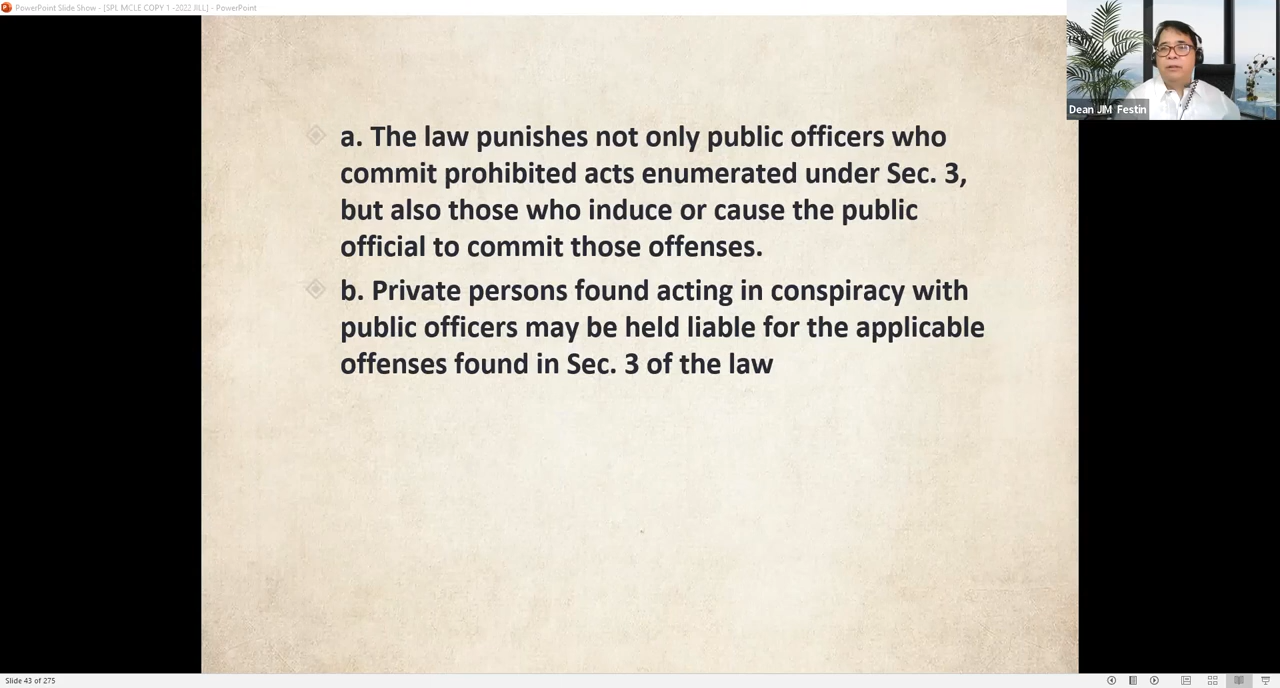 PowerPoint Slide Show - [SPL MCLE COPY 1 -2022 JILL] - PowerPoint
Dean JIM Festin
a. The law punishes not only public officers who
commit prohibited acts enumerated under Sec. 3,
but also those who induce or cause the public
official to commit those offenses.
b. Private persons found acting in conspiracy with
public officers may be held liable for the applicable
offenses found in Sec. 3 of the law
Slide 43 of 275